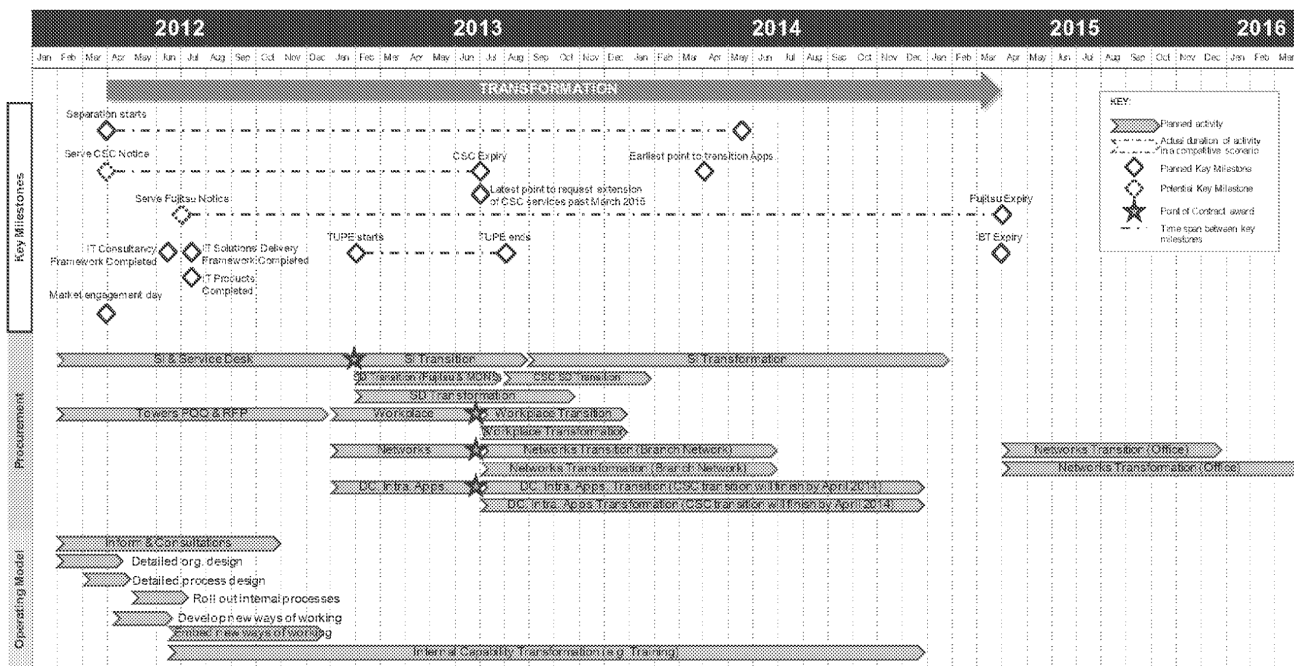 2012 2013 2014 2015 2016
Jan Feb Mar Apr May Jun Jul Aug Sep Oct Nov Dec Jan Feb Mar Apr May Jun Jul Aug Sep Oct Nov Dec Jan Feb Mar Apr May Jun Jul Aug Sep Oct Nov Dec Jan Feb Mar Apr May Jun Jul Aug Sep Oct Nov Dec Jan Feb Mar
TRANSFORMATION
KEY:
Planned activity
Actual duration of activity
in a competitive scenario
Planned Key Milestone
Potential Key Milestone
Point of Contract award
Time span between key
milestones
Key Milestones
Separation starts
Serve CSC Notice
CSC Expiry
Earliest point to transition Apps
Latest point to request extension
of CSC services past March 2015
Serve Fujitsu Notice
Fujitsu Expiry
IT Consultancy
Framework Completed
IT Solutions Delivery
Framework Completed
TUPE starts
TUPE ends
BT Expiry
IT Products
Completed
Market engagement day
Procurement
SI & Service Desk
SI Transition
SI Transformation
SD Transition (Fujitsu & MDN)
CSC SD Transition
SD Transformation
Towers PQQ & RFP
Workplace
Workplace Transition
Workplace Transformation
Networks
Networks Transition (Branch Network)
Networks Transition (Office)
Networks Transformation (Branch Network)
Networks Transformation (Office)
DC, Intra, Apps
DC, Intra, Apps, Transition (CSC transition will finish by April 2014)
DC, Intra, Apps Transformation (CSC transition will finish by April 2014)
Operating Model
Inform & Consultations
Detailed org. design
Detailed process design
Roll out internal processes
Develop new ways of working
Embed new ways of working
Internal Capability Transformation (e.g. Training)